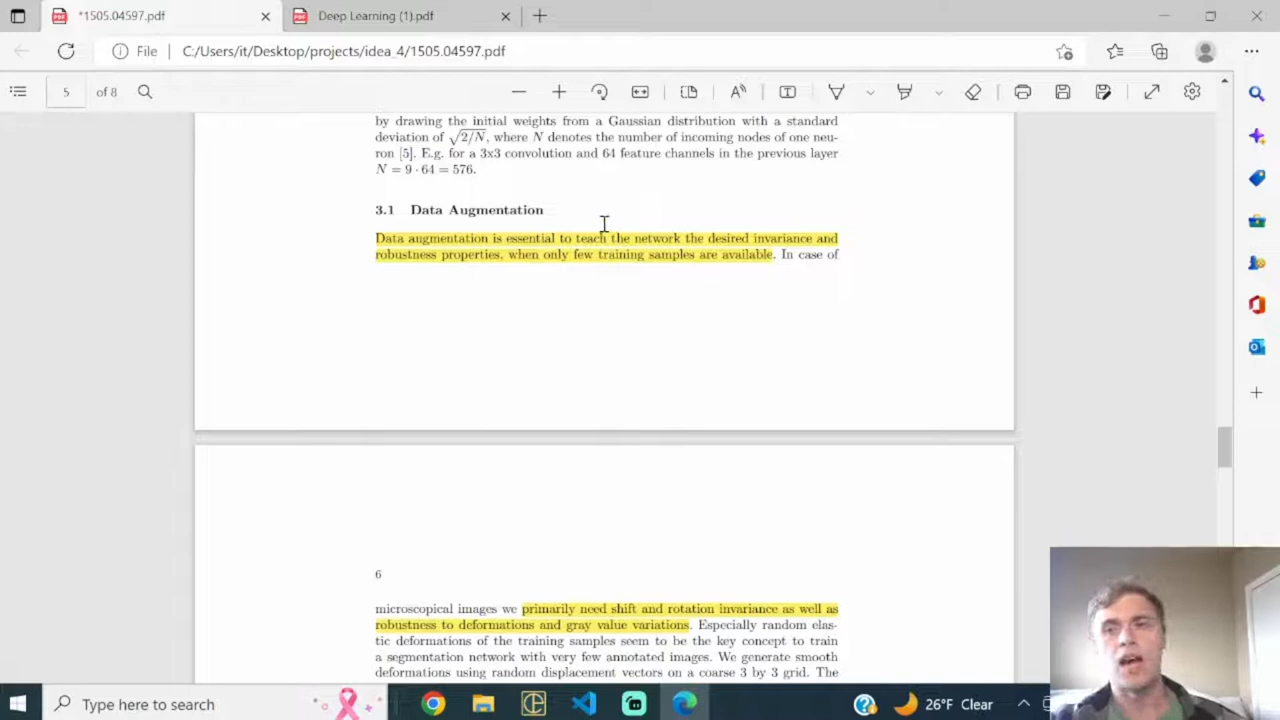 *1505.04597.pdf
Deep Learning (1).pdf
File
C:/Users/it/Desktop/projects/idea_4/1505.04597.pdf
5 of 8
by drawing the initial weights from a Gaussian distribution with a standard
deviation of √2/N, where N denotes the number of incoming nodes of one neu-
ron [5]. E.g. for a 3x3 convolution and 64 feature channels in the previous layer
N = 9 · 64 = 576.
3.1 Data Augmentation
Data augmentation is essential to teach the network the desired invariance and
robustness properties, when only few training samples are available. In case of
6
microscopical images we primarily need shift and rotation invariance as well as
robustness to deformations and gray value variations. Especially random elas-
tic deformations of the training samples seem to be the key concept to train
a segmentation network with very few annotated images. We generate smooth
deformations using random displacement vectors on a coarse 3 by 3 grid. The
Type here to search
26°F Clear